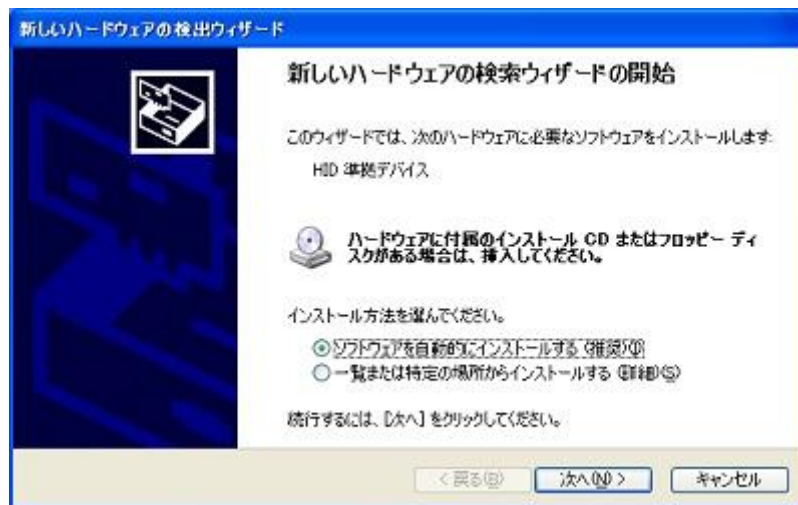 新しいハードウェアの検出ウィザード
新しいハードウェアの検索ウィザードの開始
このウィザードでは、次のハードウェアに必要なソフトウェアをインストールします:
HID 準拠デバイス
ハードウェアに付属のインストール CD またはフロッピー ディ
スクがある場合は、挿入してください。
インストール方法を選んでください。
ソフトウェアを自動的にインストールする (推奨)(I)
一覧または特定の場所からインストールする (詳細)(S)
続行するには、[次へ] をクリックしてください。
< 戻る(B)
次へ(N) >
キャンセル